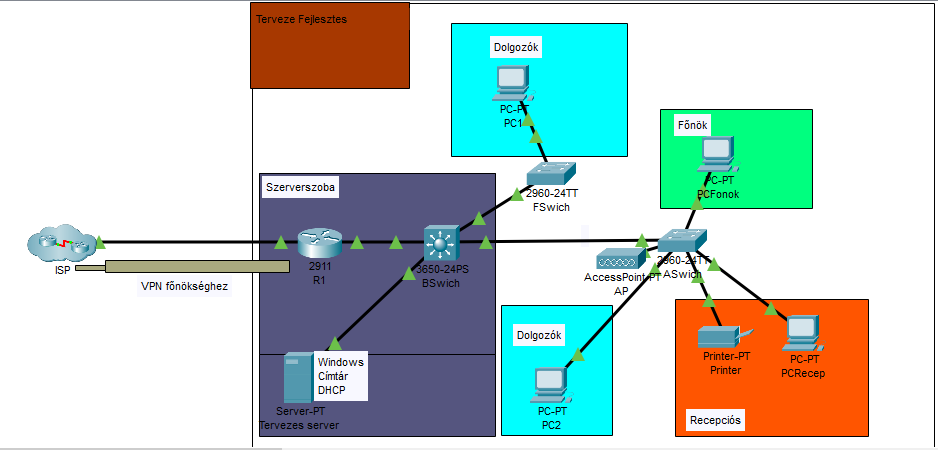 Terveze Fejlesztes
Dolgozók
PC-PT
PC1
2960-24TT
FSwich
Főnök
PC-PT
PCFonok
Szerverszoba
ISP
VPN főnökséghez
2911
R1
3650-24PS
BSwich
2960-24TT
ASwich
AccessPoint-PT
AP
Windows
Címtár
DHCP
Server-PT
Tervezes server
Dolgozók
PC-PT
PC2
Printer-PT
Printer
PC-PT
PCRecep
Recepciós